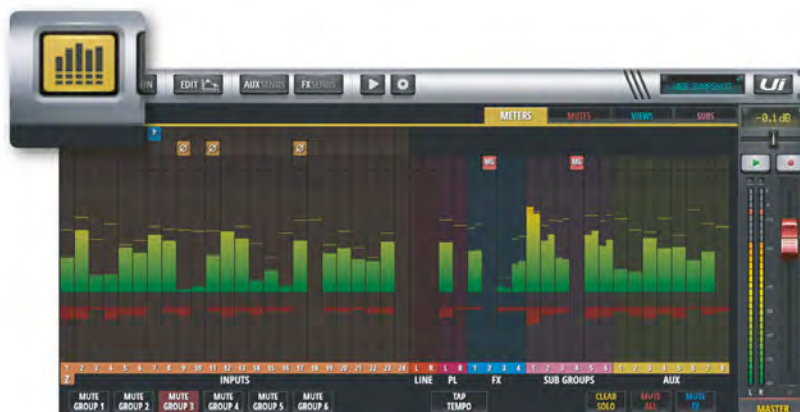 IN EDIT AUX SENDS FX SENDS Ui
METERS MUTES VIEWS SUBS
-0.1dB
P
Ø Ø Ø MG MG
1 2 3 4 5 6 7 8 9 10 11 12 13 14 15 16 17 18 19 20 21 22 23 24 L R L R 1 2 3 4 1 2 3 4 5 6 1 2 3 4 5 6 7 8
Z INPUTS LINE PL FX SUB GROUPS AUX
L R
MUTE GROUP 1 MUTE GROUP 2 MUTE GROUP 3 MUTE GROUP 4 MUTE GROUP 5 MUTE GROUP 6 TAP TEMPO CLEAR SOLO MUTE ALL MUTE FX MASTER